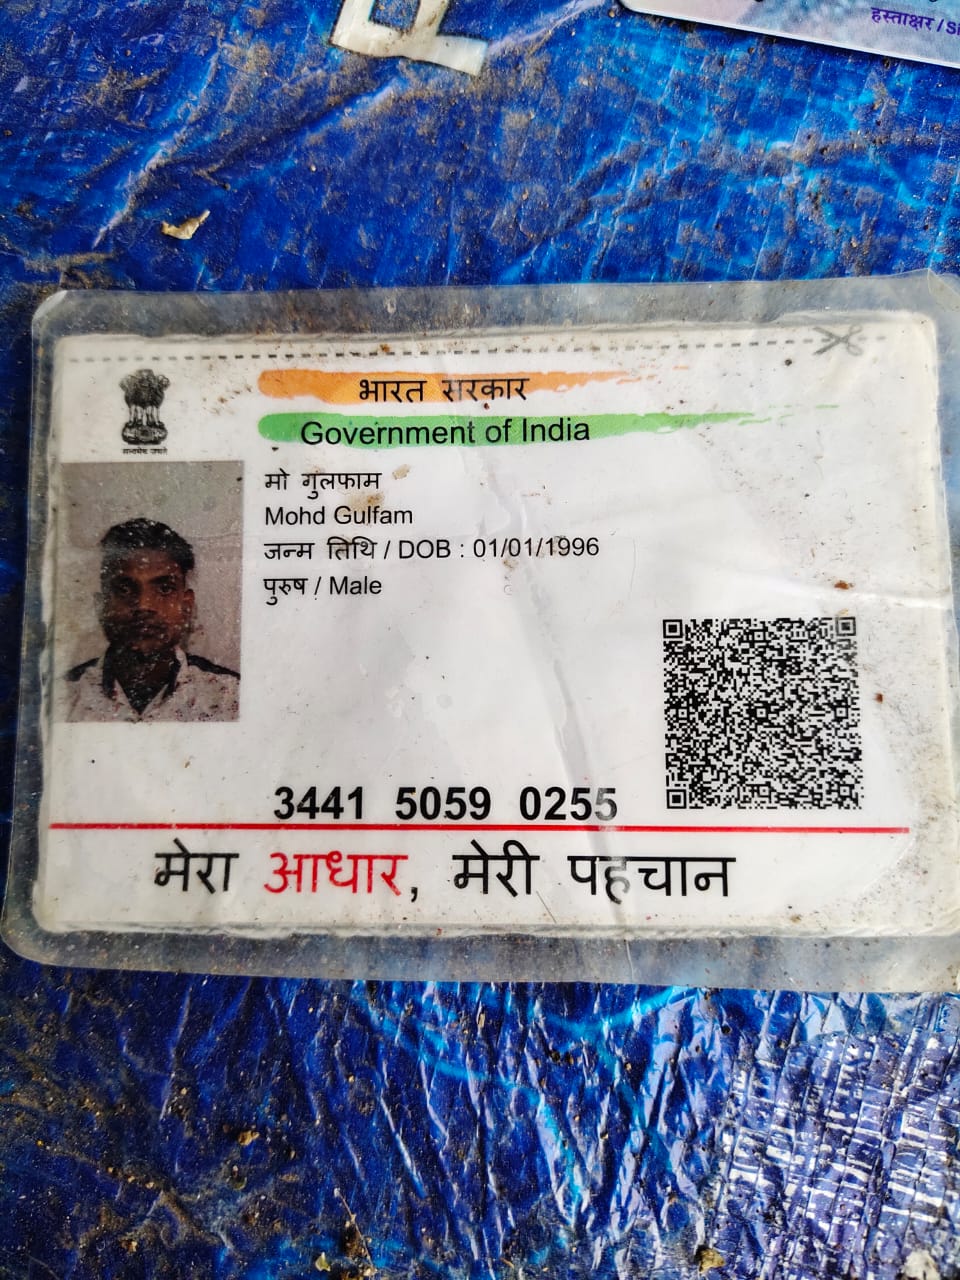 हस्ताक्षर /
भारत सरकार
Government of India
सत्यमेव जयते
मो गुलफाम
Mohd Gulfam
जन्म तिथि / DOB : 01/01/1996
पुरुष / Male
3441 5059 0255
मेरा आधार, मेरी पहचान